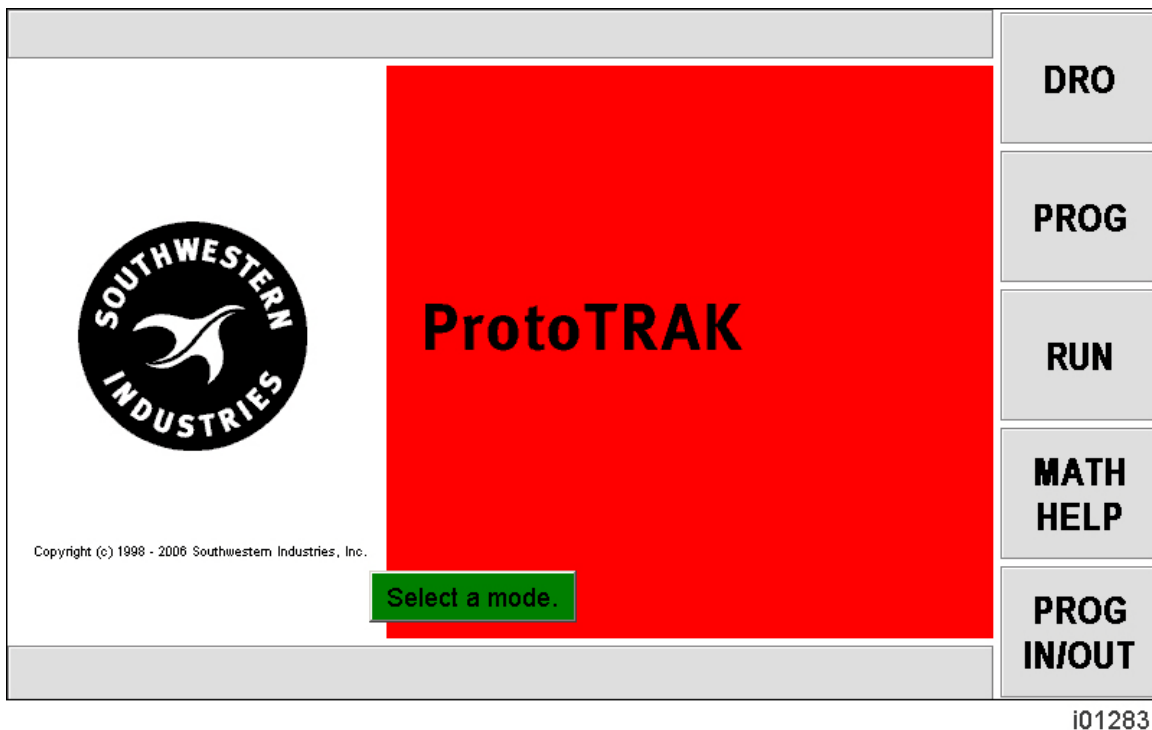 DRO
PROG
RUN
MATH
HELP
PROG
IN/OUT
SOUTHWESTERN
INDUSTRIES
ProtoTRAK
Copyright (c) 1998 - 2006 Southwestern Industries, Inc.
Select a mode.
i01283